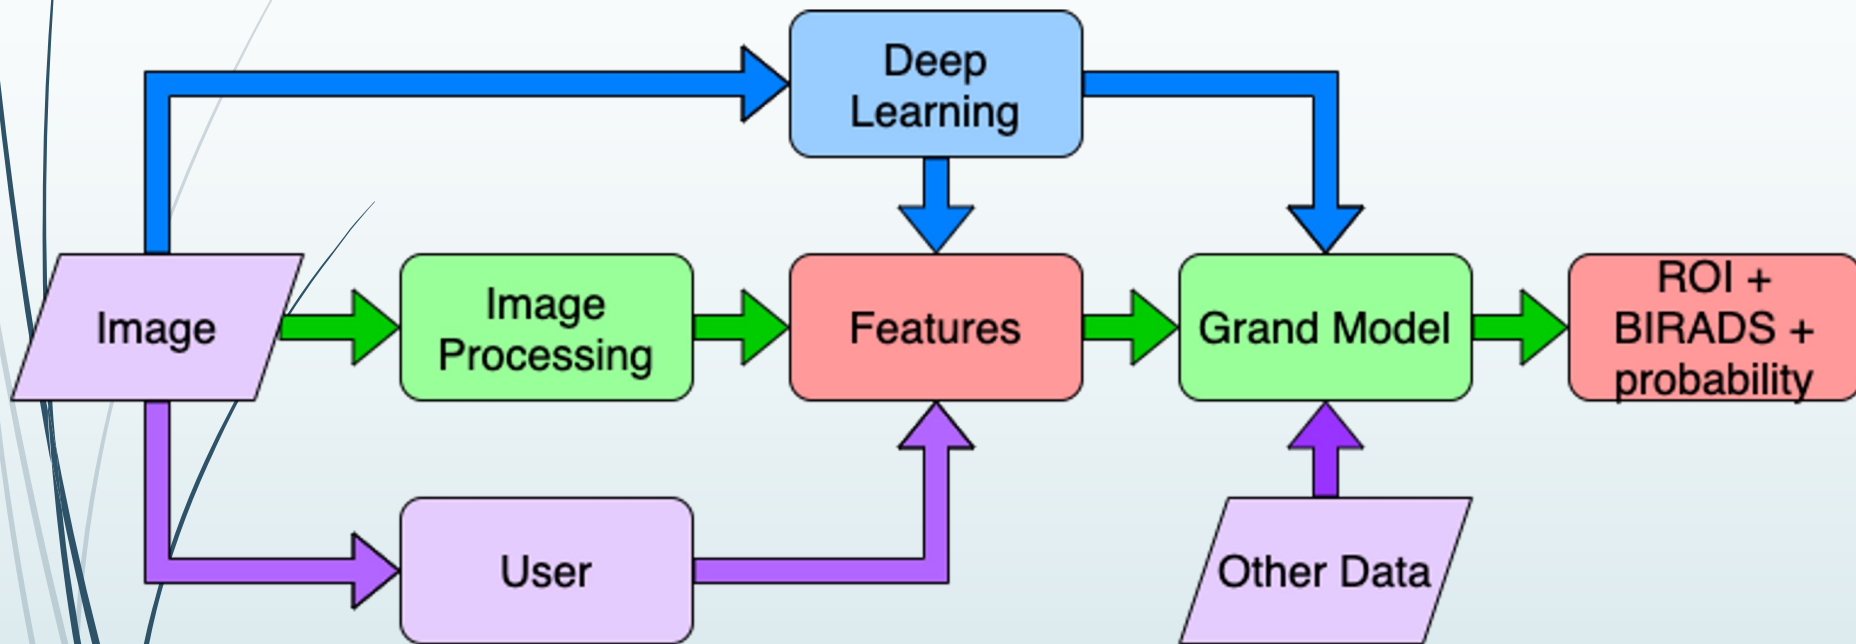 Deep
Learning
Image
Image
Processing
Features
Grand Model
ROI +
BIRADS +
probability
User
Other Data